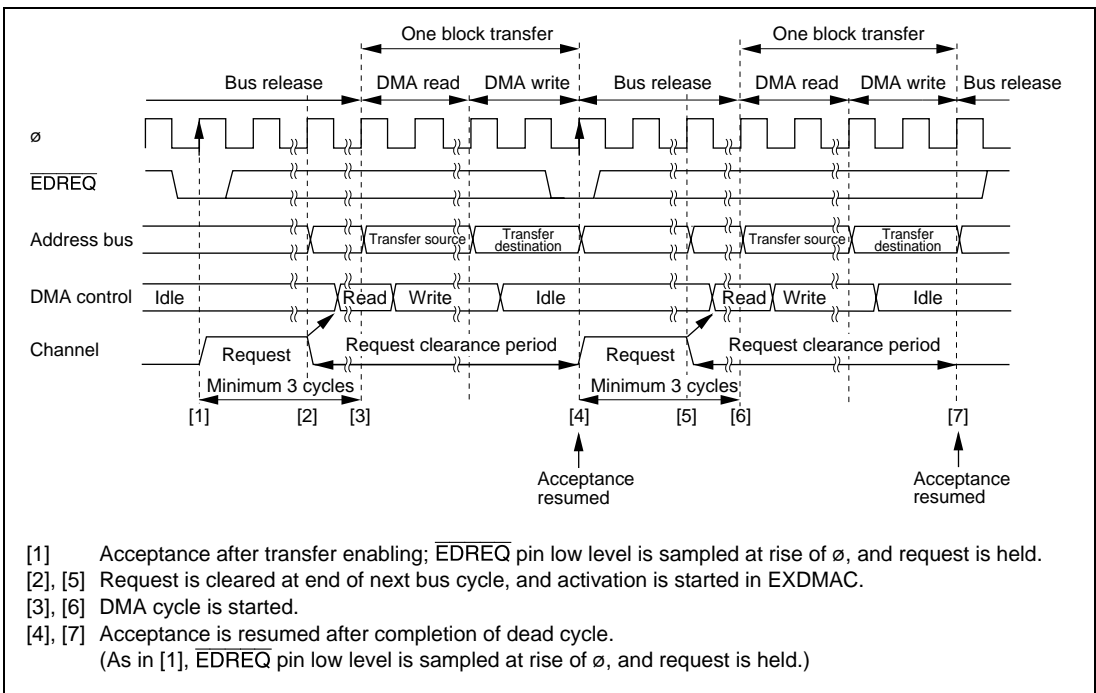 One block transfer One block transfer
Bus release DMA read DMA write Bus release DMA read DMA write Bus release
ø
EDREQ
Address bus Transfer source Transfer destination Transfer source Transfer destination
DMA control Idle Read Write Idle Read Write Idle
Channel Request Request clearance period Request Request clearance period
Minimum 3 cycles Minimum 3 cycles
[1] [2] [3] [4] [5] [6] [7]
Acceptance resumed Acceptance resumed
[1] Acceptance after transfer enabling; EDREQ pin low level is sampled at rise of ø, and request is held.
[2], [5] Request is cleared at end of next bus cycle, and activation is started in EXDMAC.
[3], [6] DMA cycle is started.
[4], [7] Acceptance is resumed after completion of dead cycle.
(As in [1], EDREQ pin low level is sampled at rise of ø, and request is held.)